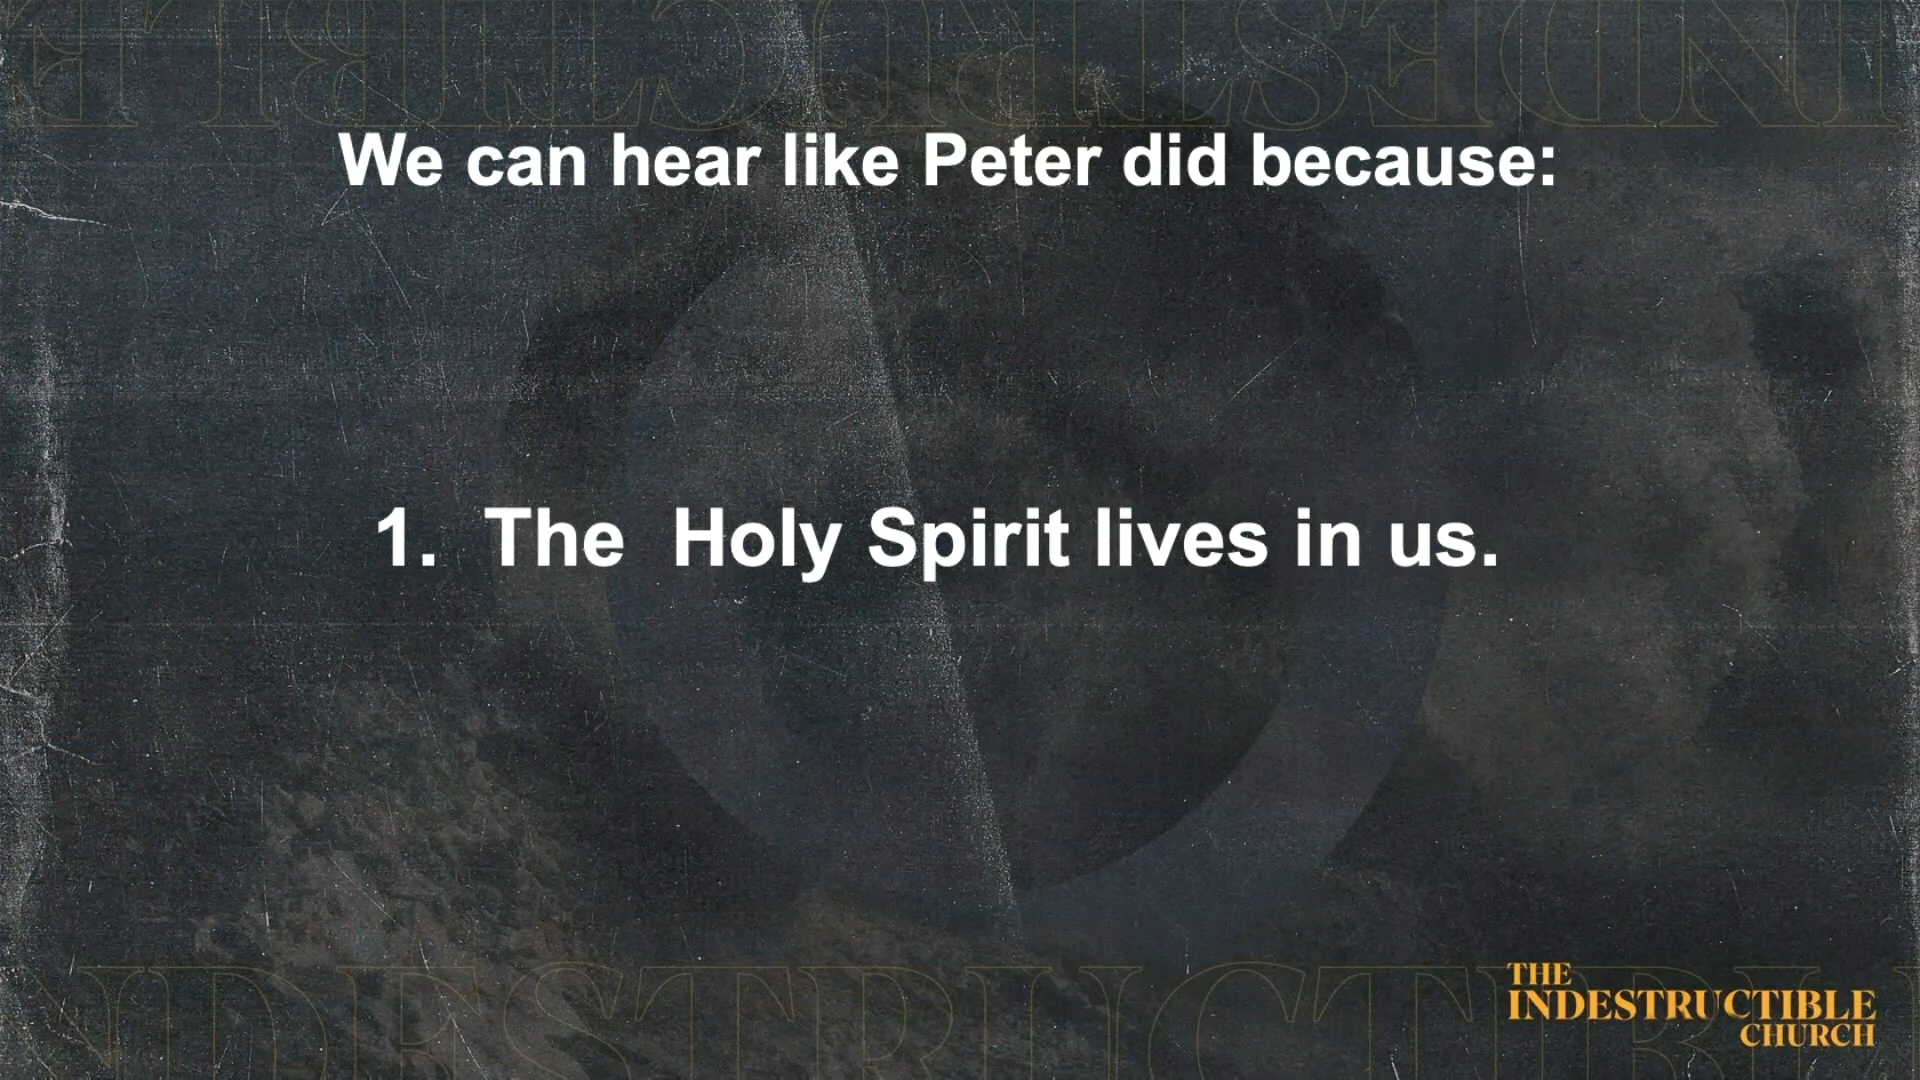 We can hear like Peter did because:
1. The Holy Spirit lives in us.
THE
INDESTRUCTIBLE
CHURCH